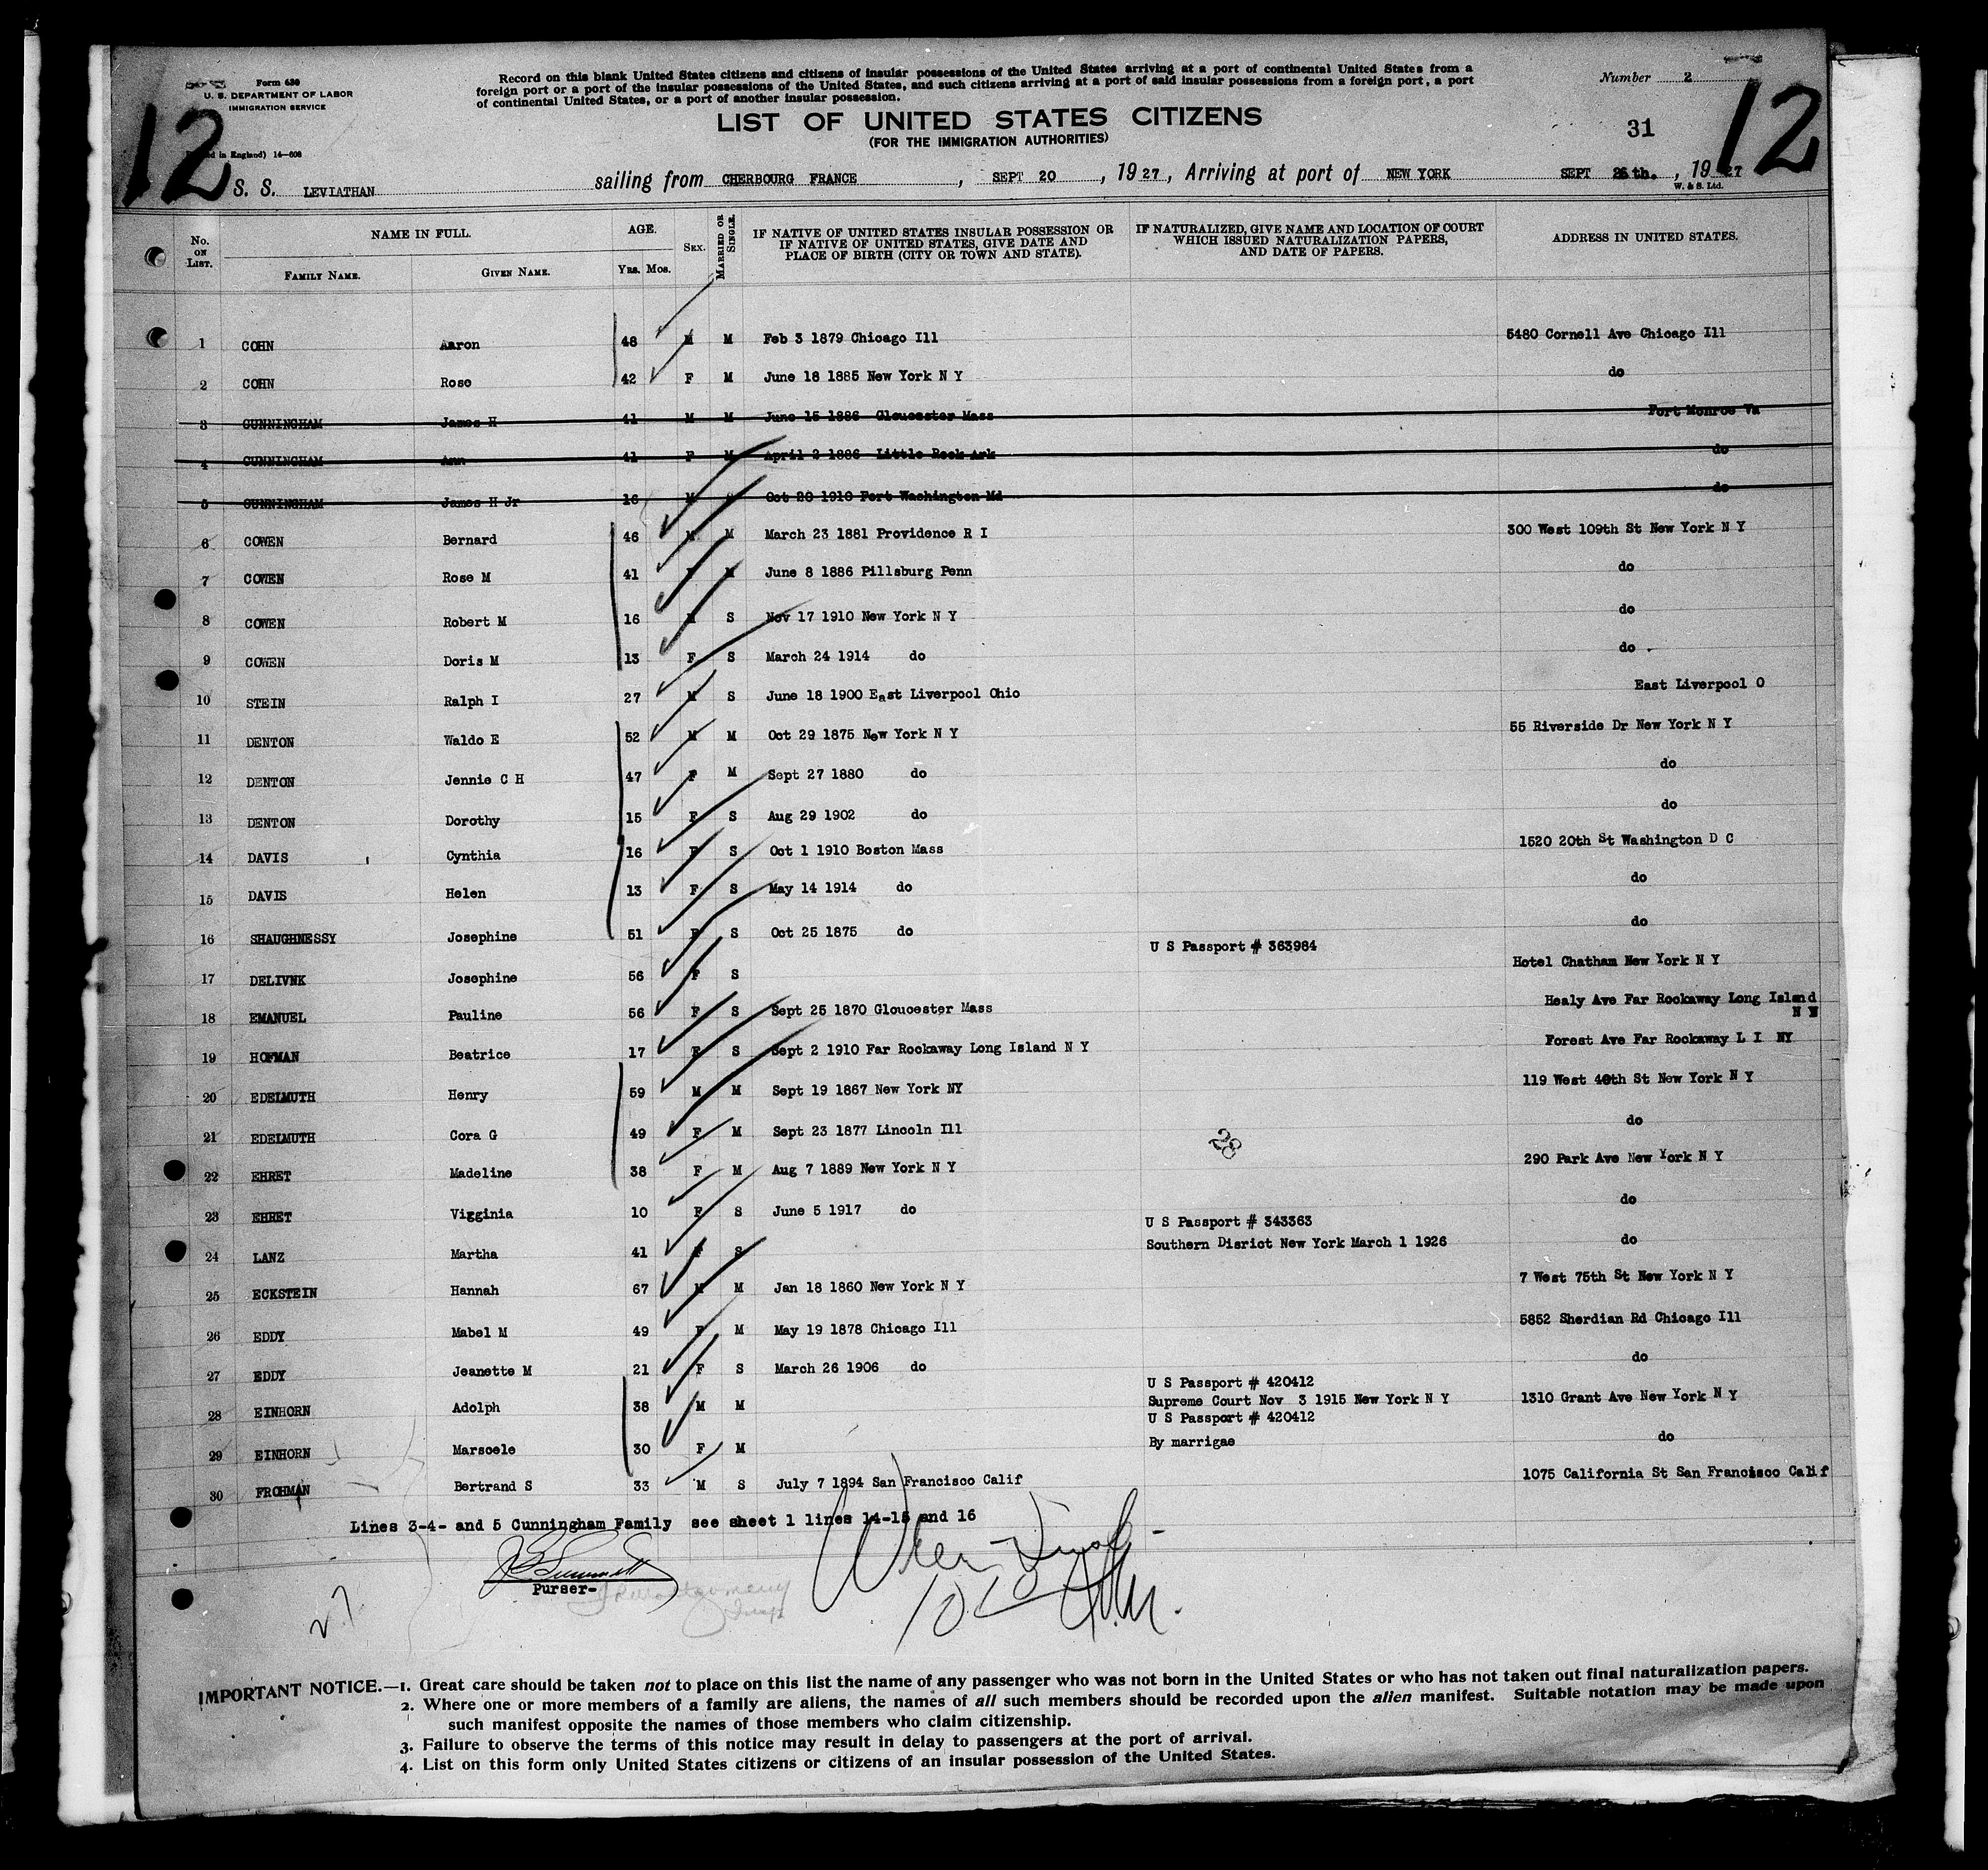 Form 630
U. S. DEPARTMENT OF LABOR
IMMIGRATION SERVICE
in England) 14—608
Record on this blank United States citizens and citizens of insular possessions of the United States arriving at a port of continental United States from a
foreign port or a port of the insular possessions of the United States, and such citizens arriving at a port of said insular possessions from a foreign port, a port
of continental United States, or a port of another insular possession.
Number 2
12
12
LIST OF UNITED STATES CITIZENS
(FOR THE IMMIGRATION AUTHORITIES)
31
S. S. LEVIATHAN sailing from CHERBOURG FRANCE, SEPT 20, 1927, Arriving at port of NEW YORK SEPT 26th., 1927
W. & S. Ltd.
No. on List. NAME IN FULL. AGE. Sex. Married or Single. IF NATIVE OF UNITED STATES INSULAR POSSESSION OR IF NATIVE OF UNITED STATES, GIVE DATE AND PLACE OF BIRTH (CITY OR TOWN AND STATE). IF NATURALIZED, GIVE NAME AND LOCATION OF COURT WHICH ISSUED NATURALIZATION PAPERS, AND DATE OF PAPERS. ADDRESS IN UNITED STATES.
Family Name. Given Name. Yrs. Mos.
1 COHN Aaron 48 M M Feb 3 1879 Chicago Ill 5480 Cornell Ave Chicago Ill
2 COHN Rose 42 F M June 18 1885 New York N Y do
3 CUNNINGHAM James H 41 M M June 15 1886 Gloucester Mass Fort Monroe Va
4 CUNNINGHAM Ann 41 F M April 2 1886 Little Rock Ark do
5 CUNNINGHAM James H Jr 16 M Oct 20 1910 Fort Washington Md do
6 COWEN Bernard 46 M M March 23 1881 Providence R I 300 West 109th St New York N Y
7 COWEN Rose M 41 F M June 8 1886 Pillsburg Penn do
8 COWEN Robert M 16 M S Nov 17 1910 New York N Y do
9 COWEN Doris M 13 F S March 24 1914 do do
10 STEIN Ralph I 27 M S June 18 1900 East Liverpool Ohio East Liverpool O
11 DENTON Waldo E 52 M M Oct 29 1875 New York N Y 55 Riverside Dr New York N Y
12 DENTON Jennie C H 47 F M Sept 27 1880 do do
13 DENTON Dorothy 15 F S Aug 29 1902 do do
14 DAVIS Cynthia 16 F S Oct 1 1910 Boston Mass 1520 20th St Washington D C
15 DAVIS Helen 13 F S May 14 1914 do do
16 SHAUGHNESSY Josephine 51 F S Oct 25 1875 do do
17 DELIVNK Josephine 56 F S U S Passport # 363984 Hotel Chatham New York N Y
18 EMANUEL Pauline 56 F S Sept 25 1870 Gloucester Mass Healy Ave Far Rockaway Long Island
N Y
19 HOFMAN Beatrice 17 F S Sept 2 1910 Far Rockaway Long Island N Y Forest Ave Far Rockaway L I NY
20 EDELMUTH Henry 59 M M Sept 19 1867 New York NY 119 West 40th St New York N Y
21 EDELMUTH Cora G 49 F M Sept 23 1877 Lincoln Ill do
28
22 EHRET Madeline 38 F M Aug 7 1889 New York N Y 290 Park Ave New York N Y
23 EHRET Vigginia 10 F S June 5 1917 do do
U S Passport # 343363
24 LANZ Martha 41 F S Southern Disrict New York March 1 1926 do
25 ECKSTEIN Hannah 67 M Jan 18 1860 New York N Y 7 West 75th St New York N Y
26 EDDY Mabel M 49 F M May 19 1878 Chicago Ill 5852 Sherdian Rd Chicago Ill
27 EDDY Jeanette M 21 F S March 26 1906 do do
U S Passport # 420412
28 EINHORN Adolph 38 M M Supreme Court Nov 3 1915 New York N Y 1310 Grant Ave New York N Y
U S Passport # 420412
29 EINHORN Marscele 30 F M By marrigae do
30 FROHMAN Bertrand S 33 M S July 7 1894 San Francisco Calif 1075 California St San Francisco Calif
Lines 3-4- and 5 Cunningham Family see sheet 1 lines 14-15 and 16
Purser-
27
IMPORTANT NOTICE.—1. Great care should be taken not to place on this list the name of any passenger who was not born in the United States or who has not taken out final naturalization papers.
2. Where one or more members of a family are aliens, the names of all such members should be recorded upon the alien manifest. Suitable notation may be made upon
such manifest opposite the names of those members who claim citizenship.
3. Failure to observe the terms of this notice may result in delay to passengers at the port of arrival.
4. List on this form only United States citizens or citizens of an insular possession of the United States.